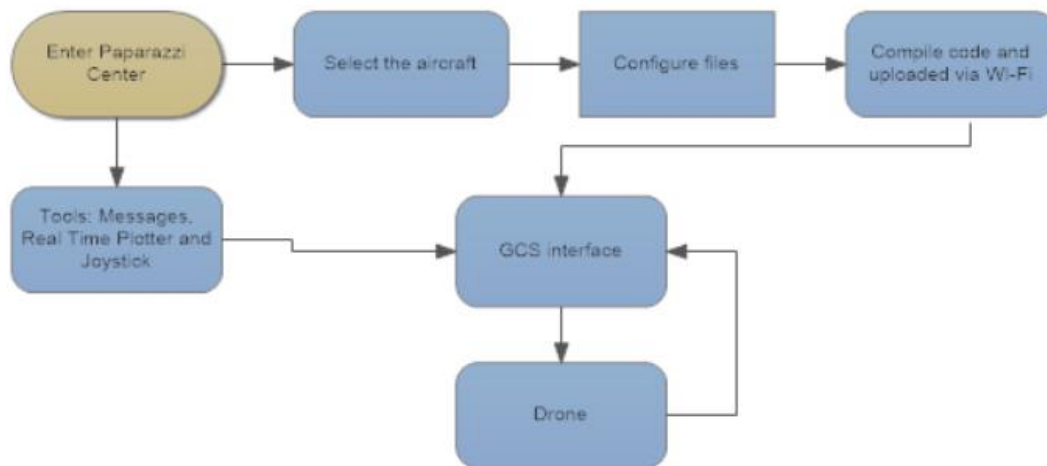 Enter Paparazzi
Center
Select the aircraft
Configure files
Compile code and
uploaded via Wi-Fi
Tools: Messages,
Real Time Plotter and
Joystick
GCS interface
Drone